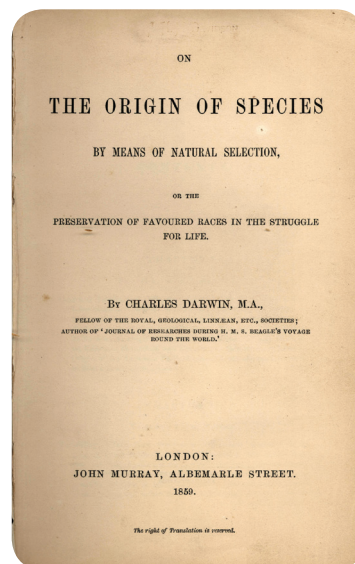 ON
THE ORIGIN OF SPECIES
BY MEANS OF NATURAL SELECTION,
OR THE
PRESERVATION OF FAVOURED RACES IN THE STRUGGLE
FOR LIFE.
BY CHARLES DARWIN, M.A.,
FELLOW OF THE ROYAL, GEOLOGICAL, LINNÆAN, ETC., SOCIETIES;
AUTHOR OF 'JOURNAL OF RESEARCHES DURING H. M. S. BEAGLE'S VOYAGE
ROUND THE WORLD.'
LONDON:
JOHN MURRAY, ALBEMARLE STREET.
1859.
The right of Translation is reserved.